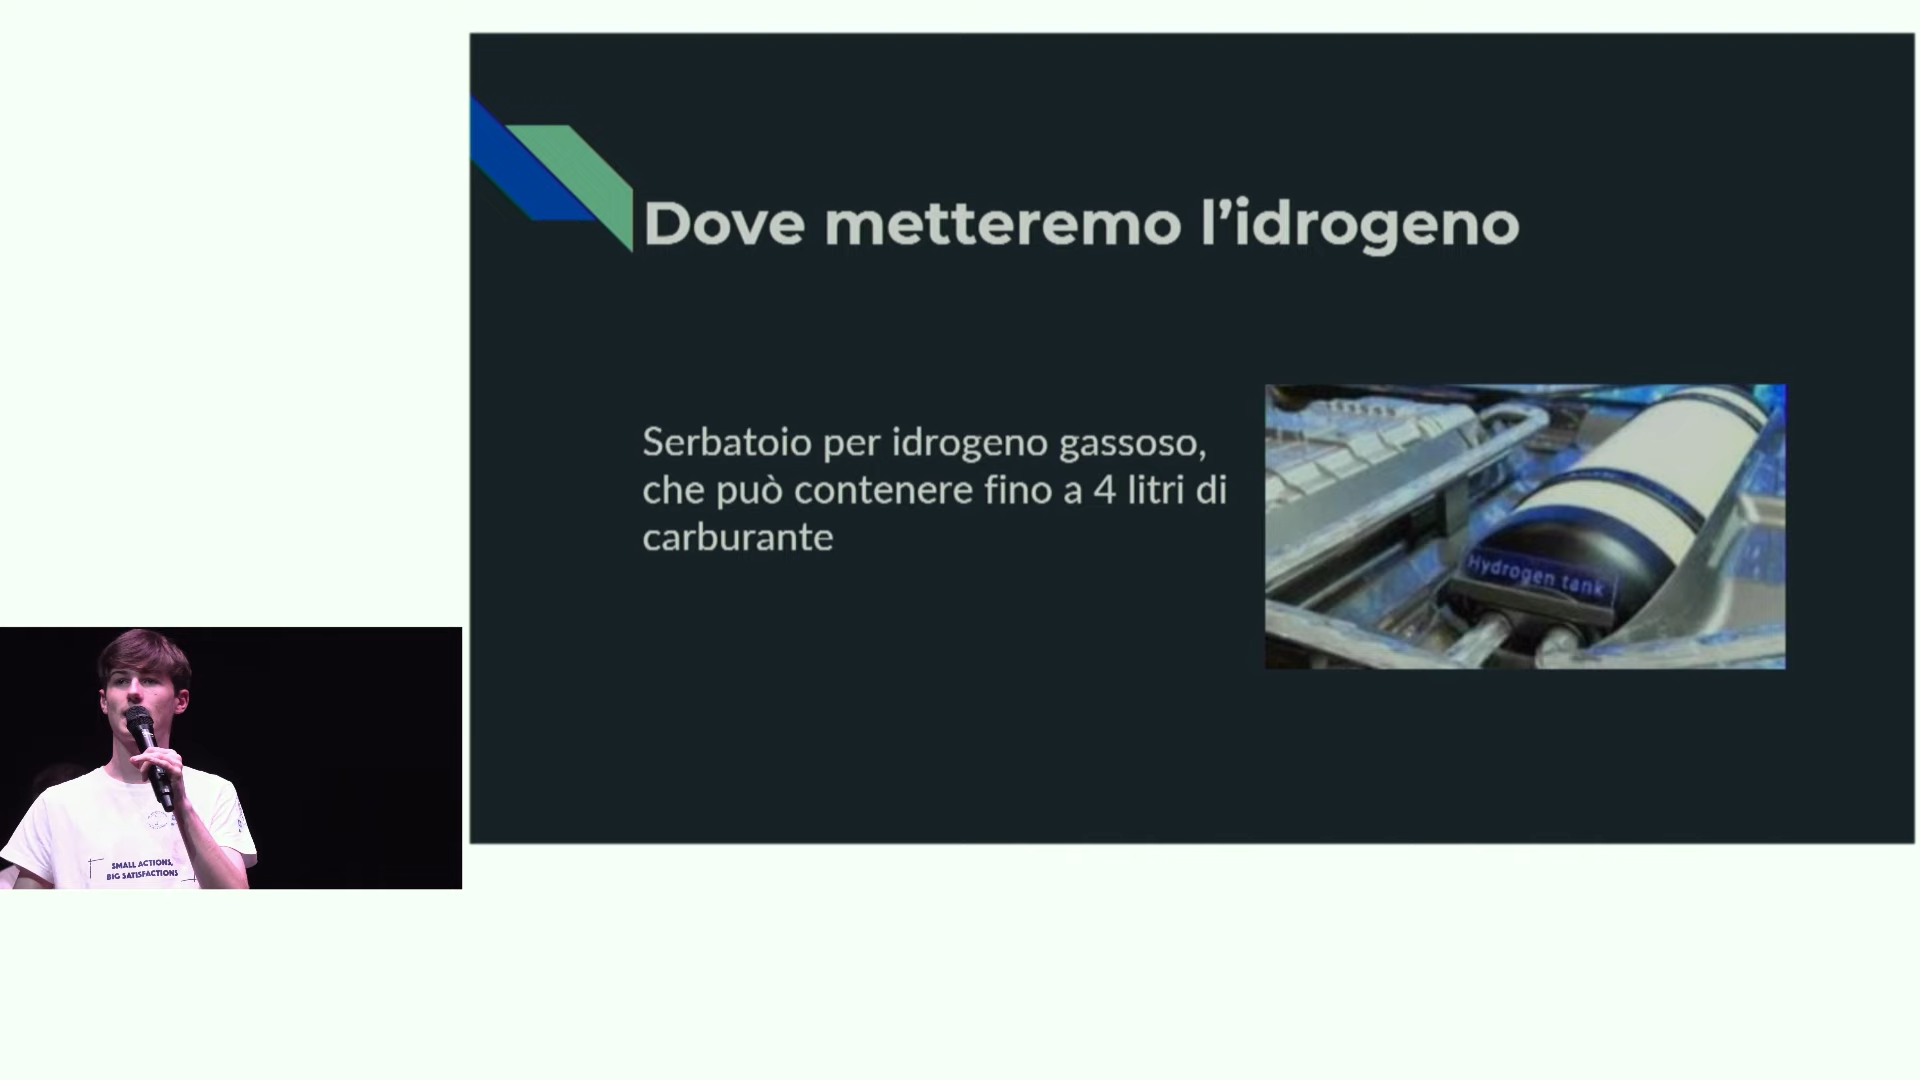 Dove metteremo l’idrogeno
Serbatoio per idrogeno gassoso,
che può contenere fino a 4 litri di
carburante
Hydrogen tank
SMALL ACTIONS,
BIG SATISFACTIONS